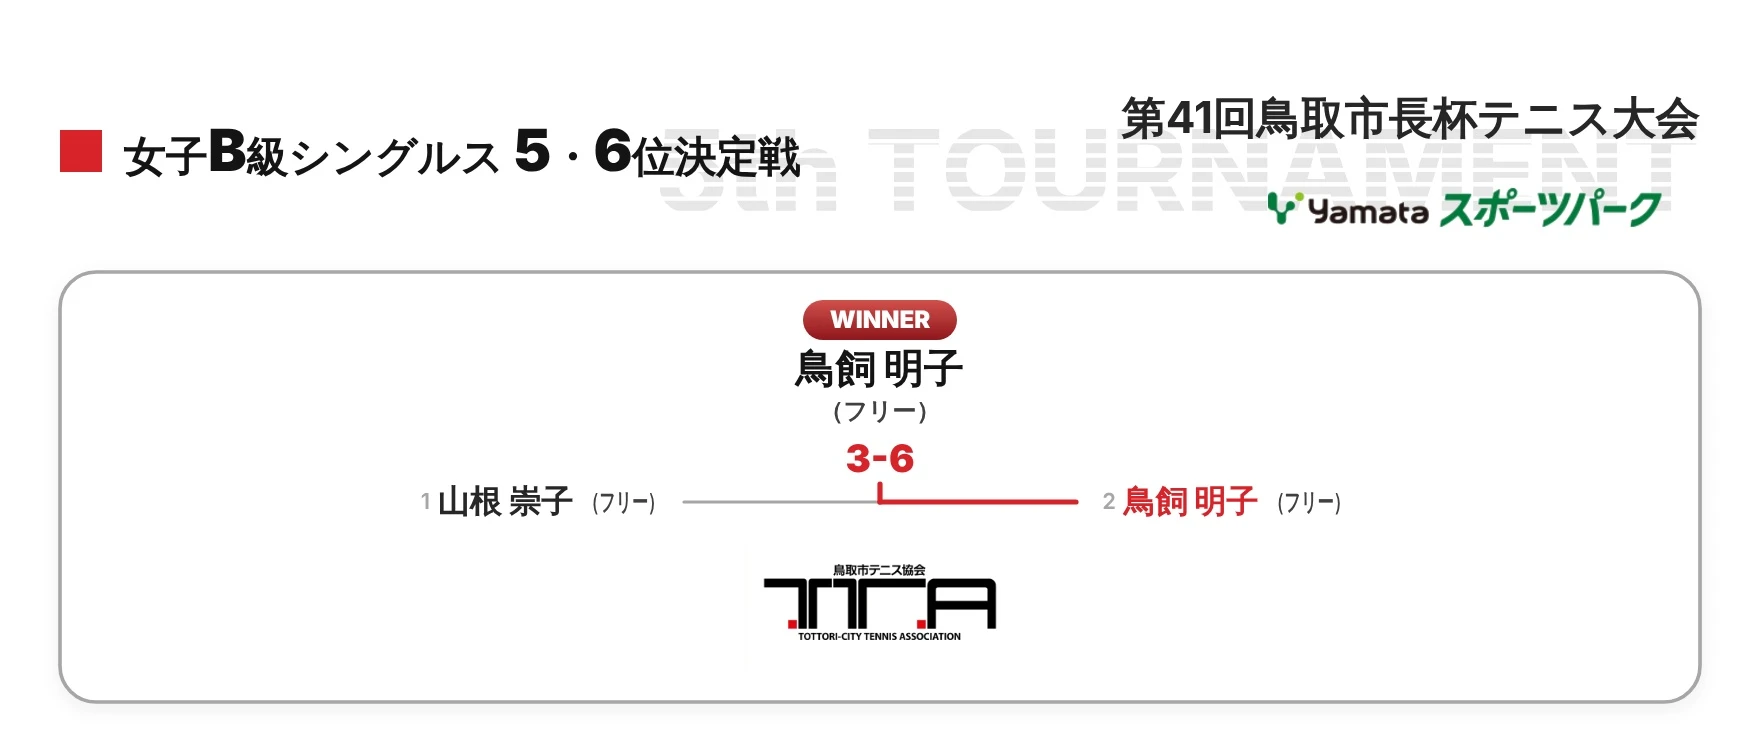 第41回鳥取市長杯テニス大会
5th TOURNAMENT
女子B級シングルス 5・6位決定戦
yamata スポーツパーク
WINNER
鳥飼 明子
（フリー）
3-6
1 山根 崇子 （フリー）
2 鳥飼 明子 （フリー）
鳥取市テニス協会
TTA
TOTTORI-CITY TENNIS ASSOCIATION